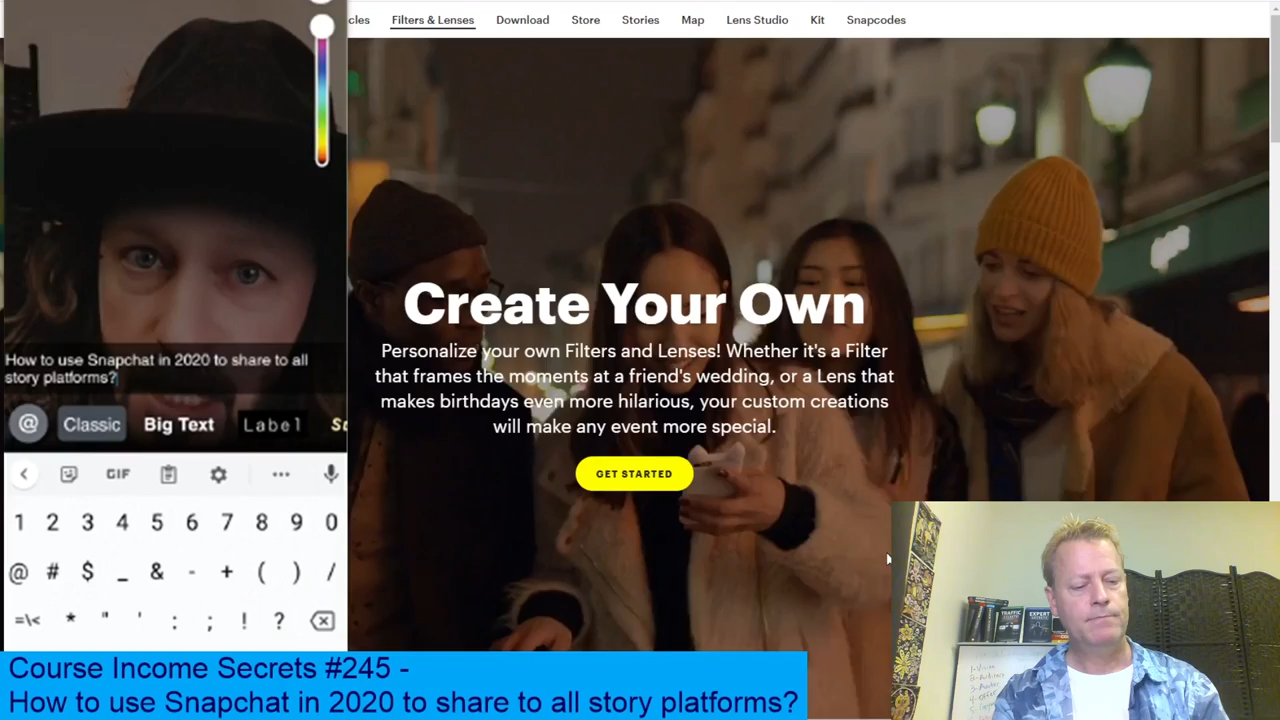 cles Filters & Lenses Download Store Stories Map Lens Studio Kit Snapcodes
Create Your Own
Personalize your own Filters and Lenses! Whether it's a Filter
that frames the moments at a friend's wedding, or a Lens that
makes birthdays even more hilarious, your custom creations
will make any event more special.
GET STARTED
How to use Snapchat in 2020 to share to all
story platforms?
@ Classic Big Text Label
GIF
1 2 3 4 5 6 7 8 9 0
@ # $ _ & - + ( ) /
=\< * " ' : ; ! ?
TRAFFIC EXPERT
Course Income Secrets #245 -
How to use Snapchat in 2020 to share to all story platforms?